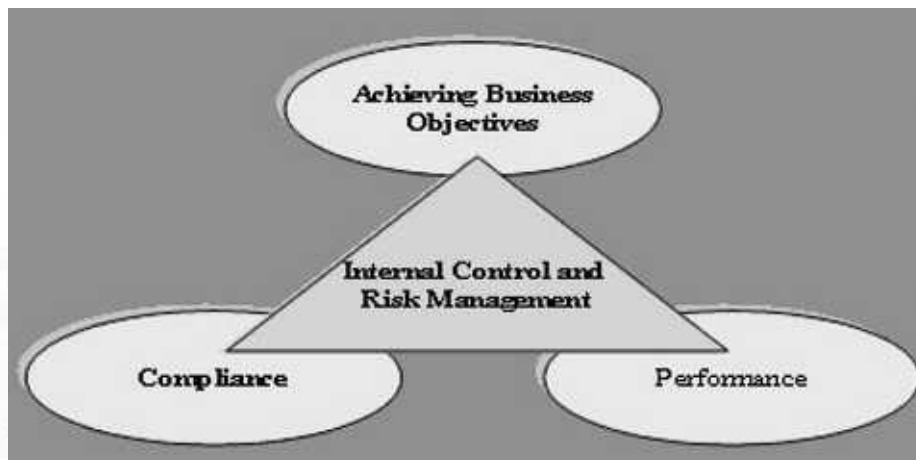 Achieving Business
Objectives
Internal Control and
Risk Management
Compliance
Performance